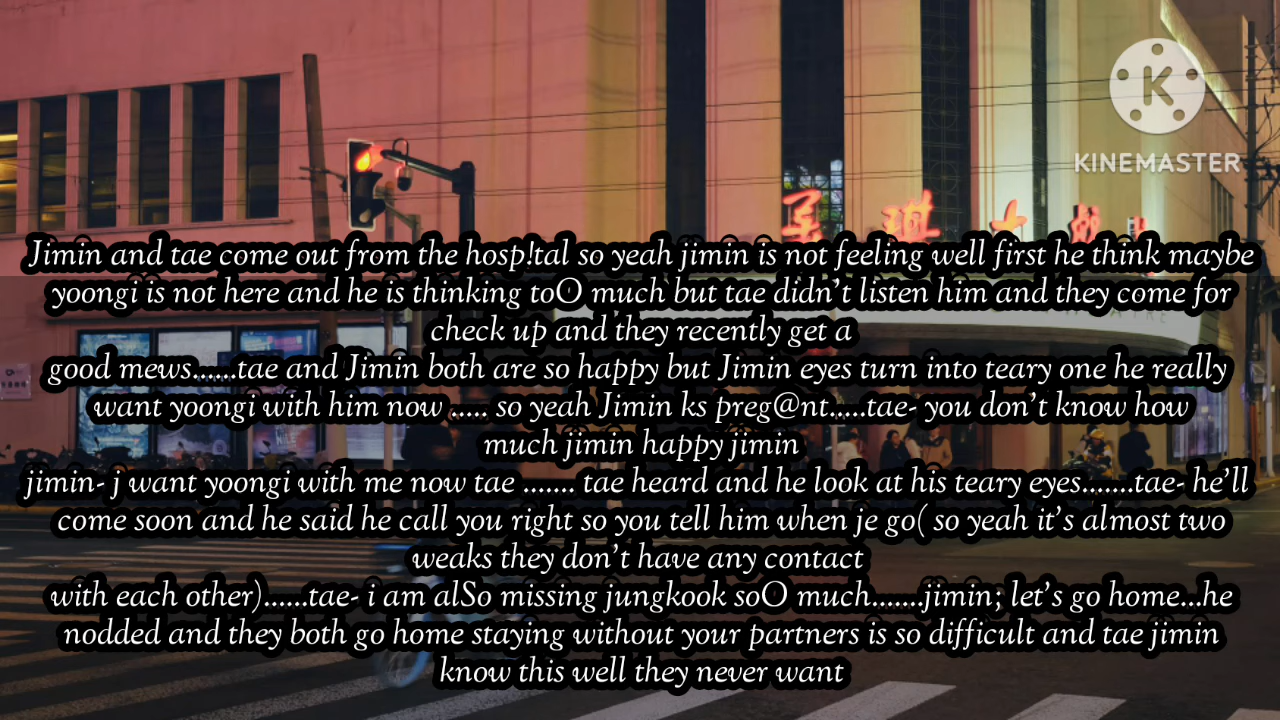 KINEMASTER
美琪大戲
Jimin and tae come out from the hosp!tal so yeah jimin is not feeling well first he think maybe
yoongi is not here and he is thinking toO much but tae didn't listen him and they come for
check up and they recently get a
good mews.......tae and Jimin both are so happy but Jimin eyes turn into teary one he really
want yoongi with him now ..... so yeah Jimin ks preg@nt.....tae- you don't know how
much jimin happy jimin
jimin- j want yoongi with me now tae ....... tae heard and he look at his teary eyes.......tae- he'll
come soon and he said he call you right so you tell him when je go( so yeah it's almost two
weaks they don't have any contact
with each other)......tae- i am alSo missing jungkook soO much.......jimin; let's go home...he
nodded and they both go home staying without your partners is so difficult and tae jimin
know this well they never want